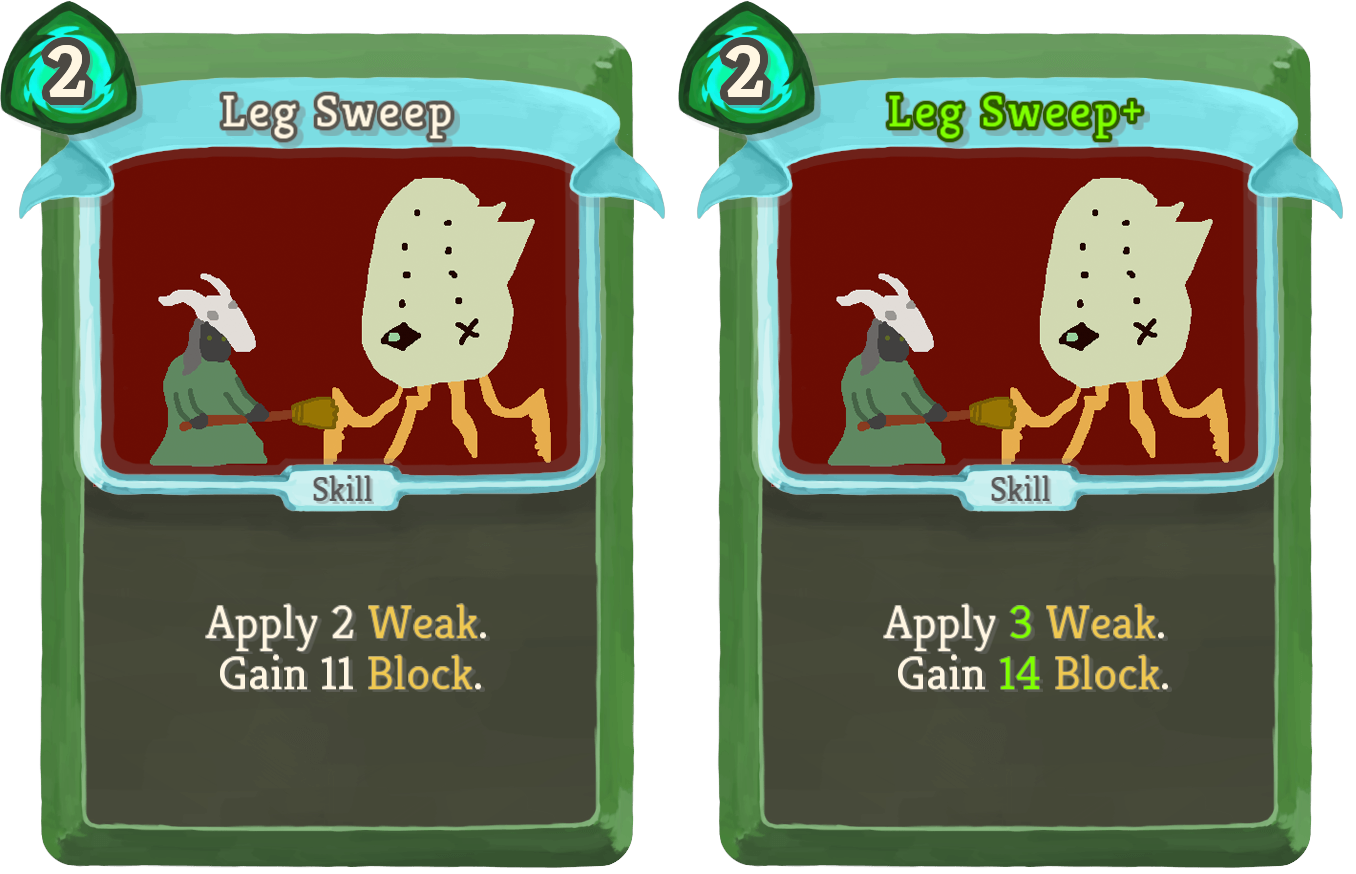 2
Leg Sweep
Skill
Apply 2 Weak.
Gain 11 Block.
2
Leg Sweep+
Skill
Apply 3 Weak.
Gain 14 Block.